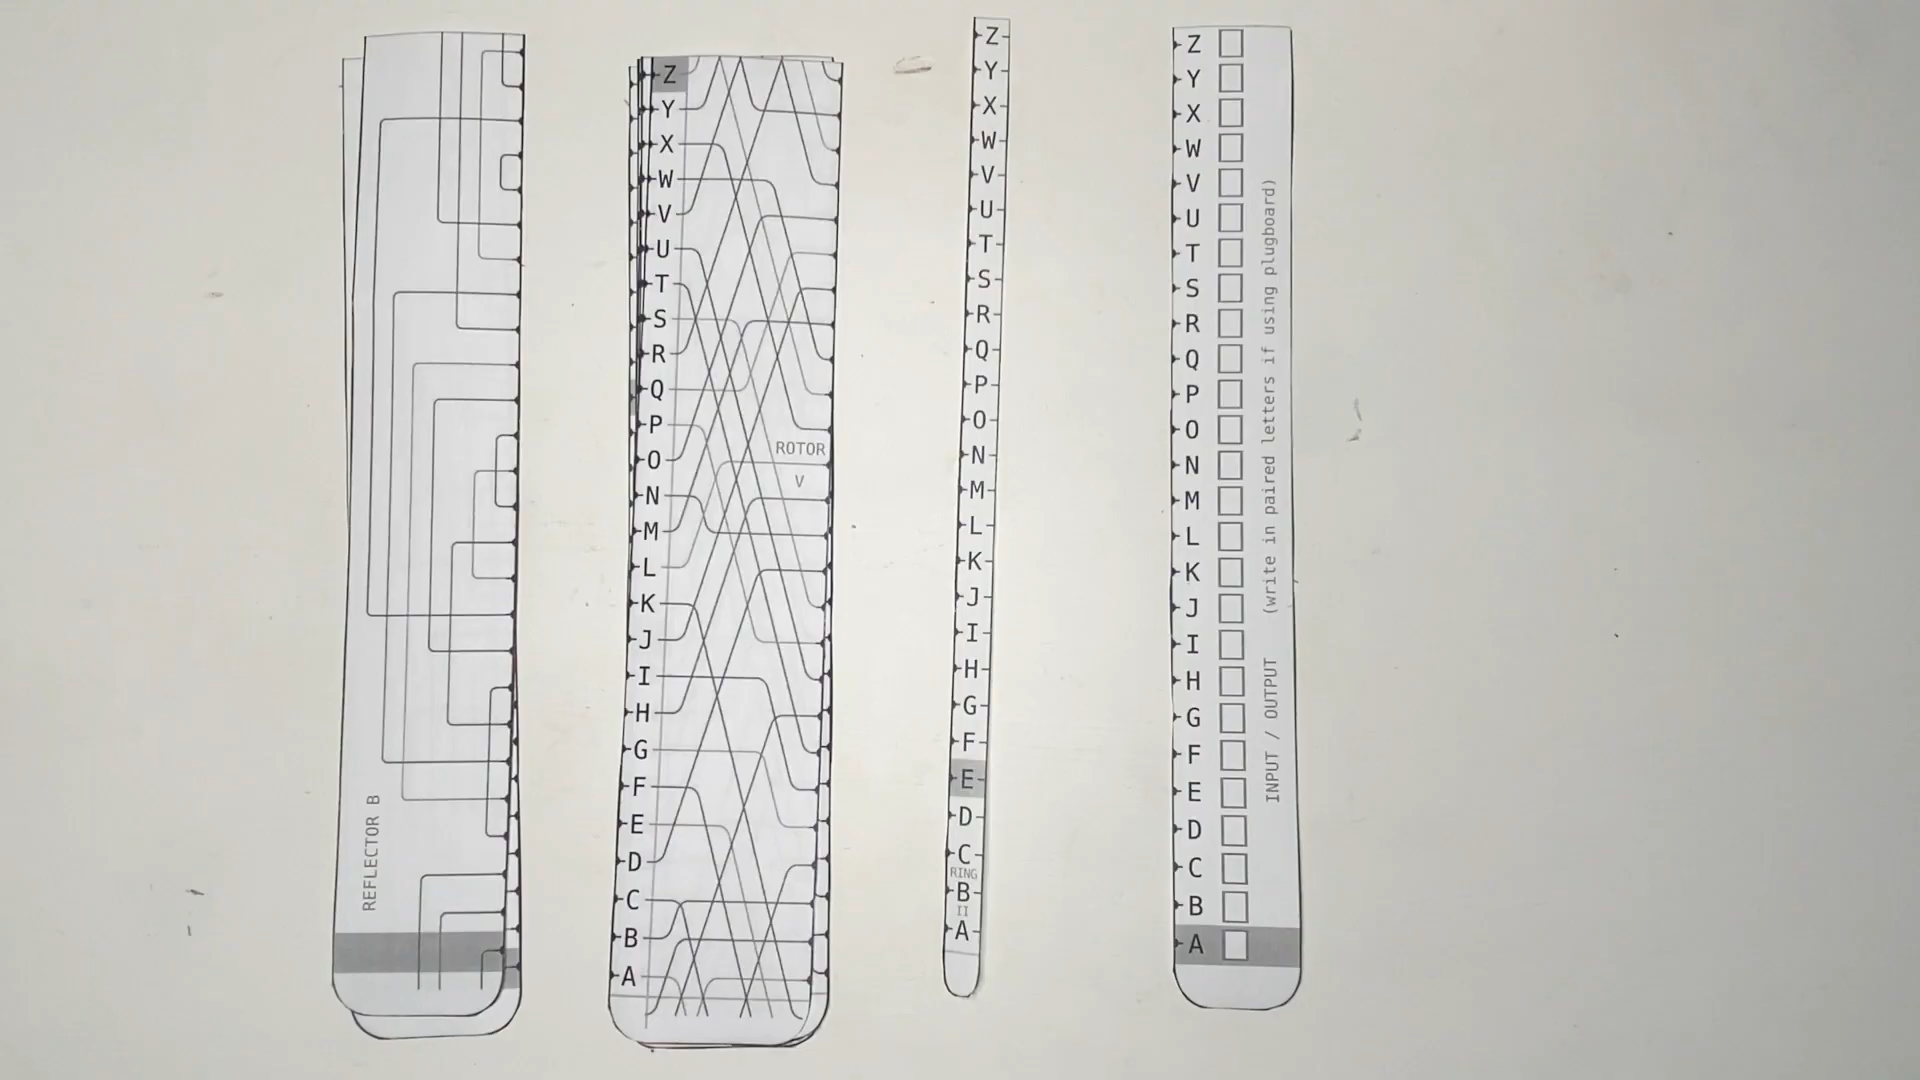 REFLECTOR B
Z
Y
X
W
V
U
T
S
R
Q
P
O
N
M
L
K
J
I
H
G
F
E
D
C
B
A
ROTOR
V
Z
Y
X
W
V
U
T
S
R
Q
P
O
N
M
L
K
J
I
H
G
F
E
D
C
RING
B
II
A
Z
Y
X
W
V
U
T
S
R
Q
P
O
N
M
L
K
J
I
H
G
F
E
D
C
B
A
INPUT / OUTPUT (write in paired letters if using plugboard)